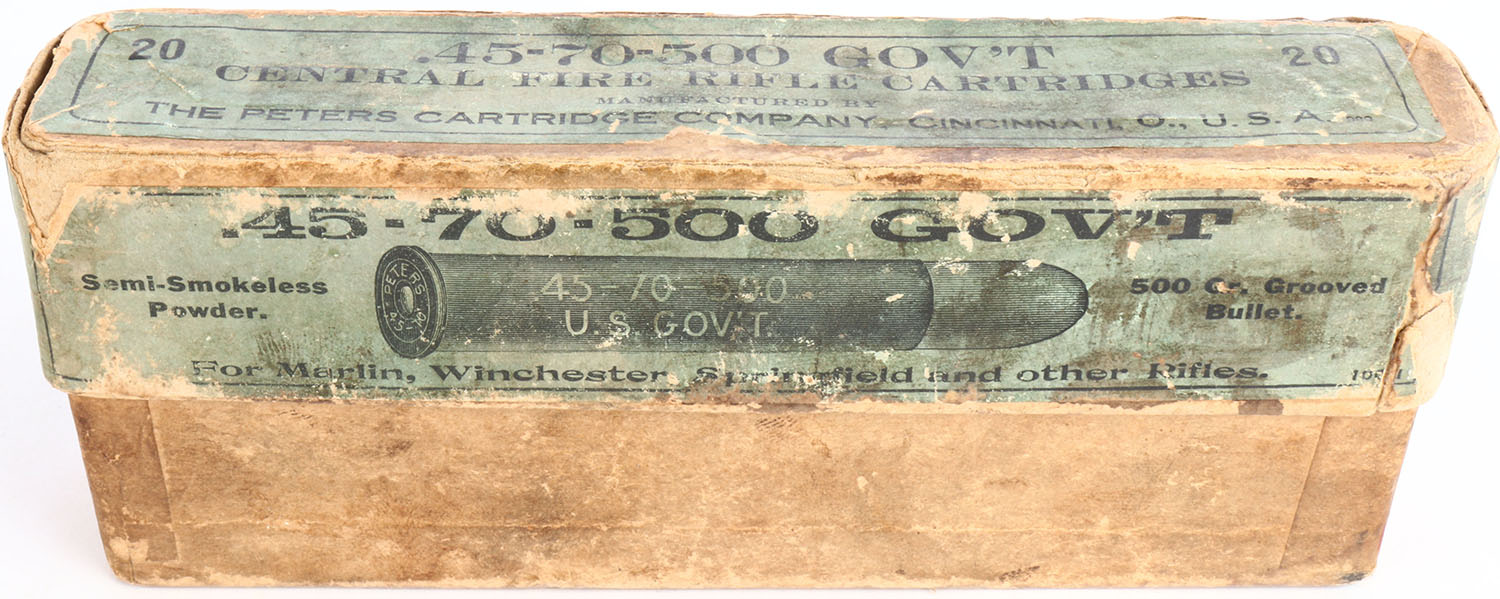 20 .45-70-500 GOV'T 20
CENTRAL FIRE RIFLE CARTRIDGES
MANUFACTURED BY
THE PETERS CARTRIDGE COMPANY, CINCINNATI, O., U.S.A.
.45-70-500 GOV'T
Semi-Smokeless
Powder.
PETERS
.45-70
.45-70-500
U.S. GOV'T.
500 Gr. Grooved
Bullet.
For Marlin, Winchester, Springfield and other Rifles.